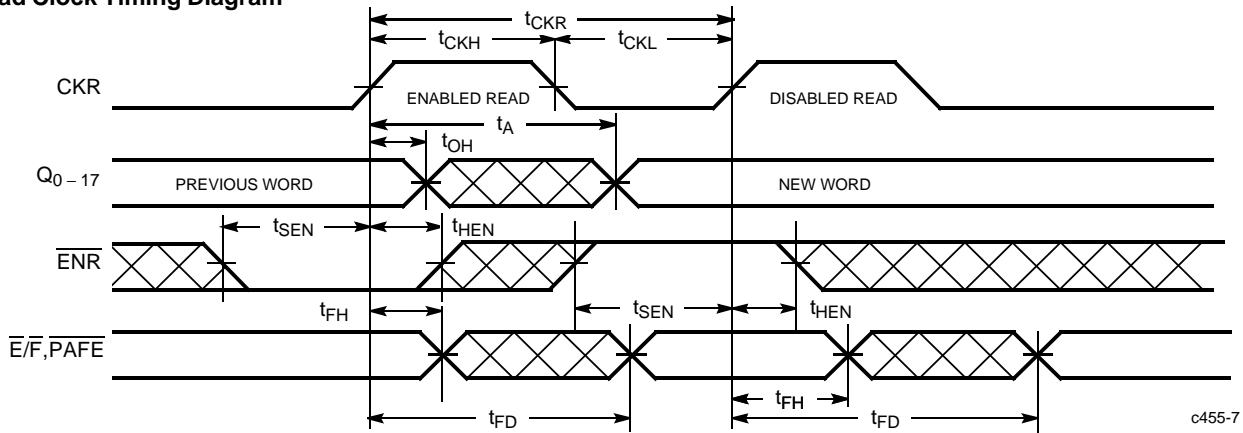 ad Clock Timing Diagram
tCKR
tCKH tCKL
CKR
ENABLED READ DISABLED READ
tA
tOH
Q0 – 17
PREVIOUS WORD NEW WORD
tSEN tHEN
ENR
tFH tSEN tHEN
E/F,PAFE
tFH
tFD tFD
c455-7